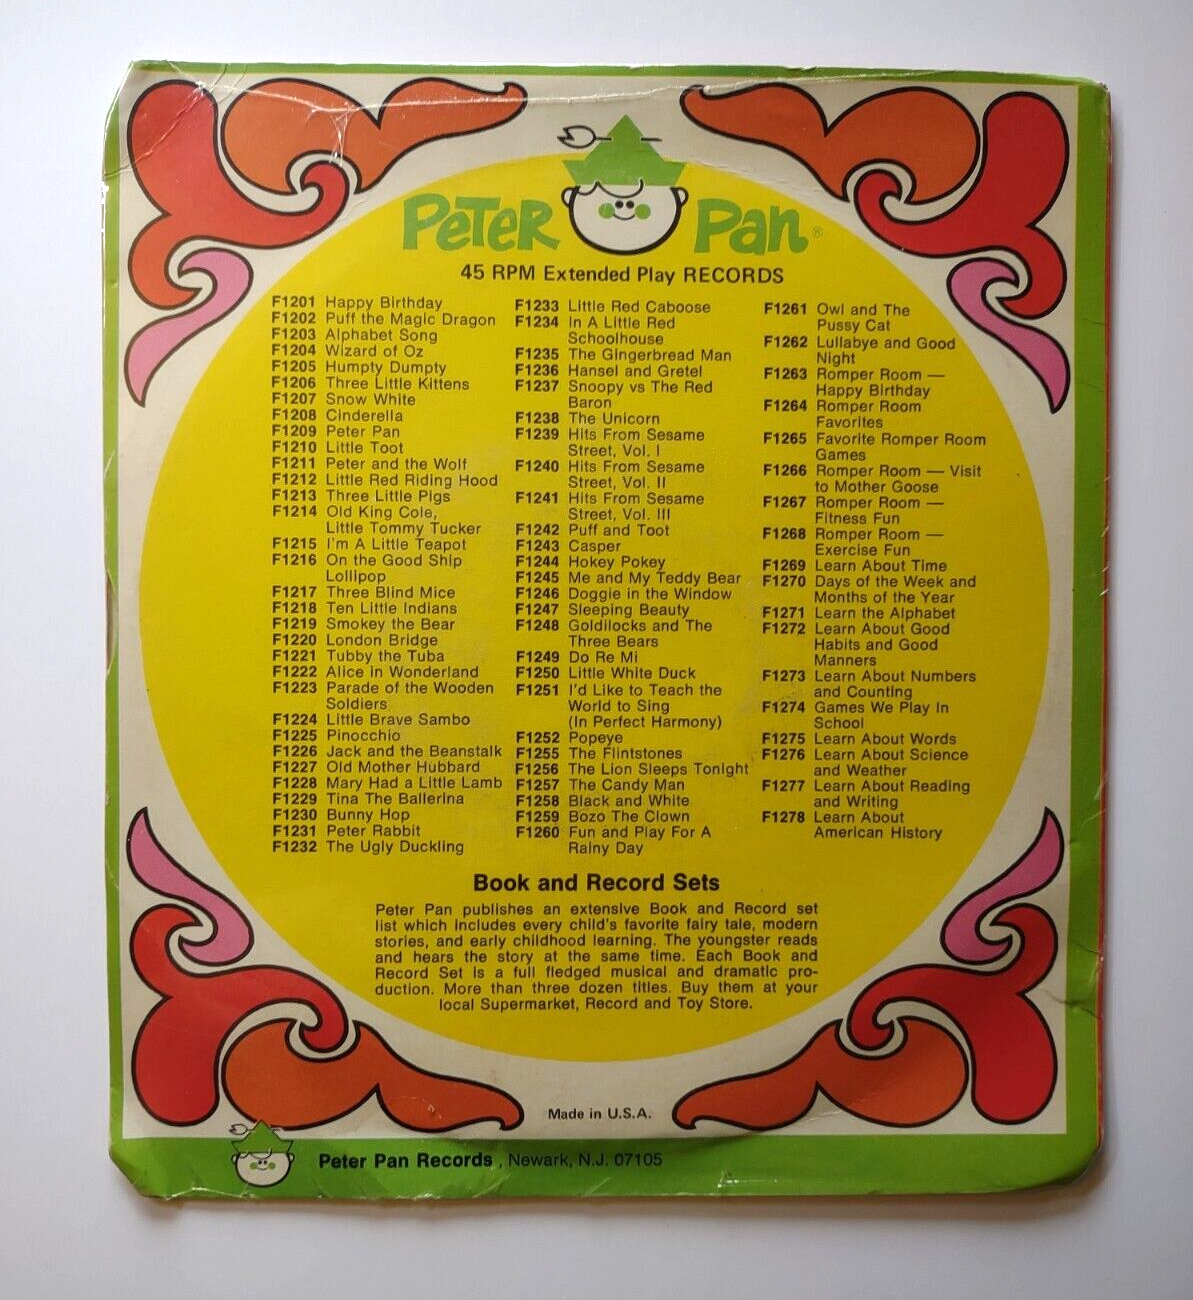 Peter Pan®
45 RPM Extended Play RECORDS
F1201 Happy Birthday
F1202 Puff the Magic Dragon
F1203 Alphabet Song
F1204 Wizard of Oz
F1205 Humpty Dumpty
F1206 Three Little Kittens
F1207 Snow White
F1208 Cinderella
F1209 Peter Pan
F1210 Little Toot
F1211 Peter and the Wolf
F1212 Little Red Riding Hood
F1213 Three Little Pigs
F1214 Old King Cole,
Little Tommy Tucker
F1215 I'm A Little Teapot
F1216 On the Good Ship
Lollipop
F1217 Three Blind Mice
F1218 Ten Little Indians
F1219 Smokey the Bear
F1220 London Bridge
F1221 Tubby the Tuba
F1222 Alice in Wonderland
F1223 Parade of the Wooden
Soldiers
F1224 Little Brave Sambo
F1225 Pinocchio
F1226 Jack and the Beanstalk
F1227 Old Mother Hubbard
F1228 Mary Had a Little Lamb
F1229 Tina The Ballerina
F1230 Bunny Hop
F1231 Peter Rabbit
F1232 The Ugly Duckling
F1233 Little Red Caboose
F1234 In A Little Red
Schoolhouse
F1235 The Gingerbread Man
F1236 Hansel and Gretel
F1237 Snoopy vs The Red
Baron
F1238 The Unicorn
F1239 Hits From Sesame
Street, Vol. I
F1240 Hits From Sesame
Street, Vol. II
F1241 Hits From Sesame
Street, Vol. III
F1242 Puff and Toot
F1243 Casper
F1244 Hokey Pokey
F1245 Me and My Teddy Bear
F1246 Doggie in the Window
F1247 Sleeping Beauty
F1248 Goldilocks and The
Three Bears
F1249 Do Re Mi
F1250 Little White Duck
F1251 I'd Like to Teach the
World to Sing
(In Perfect Harmony)
F1252 Popeye
F1255 The Flintstones
F1256 The Lion Sleeps Tonight
F1257 The Candy Man
F1258 Black and White
F1259 Bozo The Clown
F1260 Fun and Play For A
Rainy Day
F1261 Owl and The
Pussy Cat
F1262 Lullabye and Good
Night
F1263 Romper Room —
Happy Birthday
F1264 Romper Room
Favorites
F1265 Favorite Romper Room
Games
F1266 Romper Room — Visit
to Mother Goose
F1267 Romper Room —
Fitness Fun
F1268 Romper Room —
Exercise Fun
F1269 Learn About Time
F1270 Days of the Week and
Months of the Year
F1271 Learn the Alphabet
F1272 Learn About Good
Habits and Good
Manners
F1273 Learn About Numbers
and Counting
F1274 Games We Play In
School
F1275 Learn About Words
F1276 Learn About Science
and Weather
F1277 Learn About Reading
and Writing
F1278 Learn About
American History
Book and Record Sets
Peter Pan publishes an extensive Book and Record set
list which includes every child's favorite fairy tale, modern
stories, and early childhood learning. The youngster reads
and hears the story at the same time. Each Book and
Record Set is a full fledged musical and dramatic pro-
duction. More than three dozen titles. Buy them at your
local Supermarket, Record and Toy Store.
Made in U.S.A.
Peter Pan Records , Newark, N.J. 07105